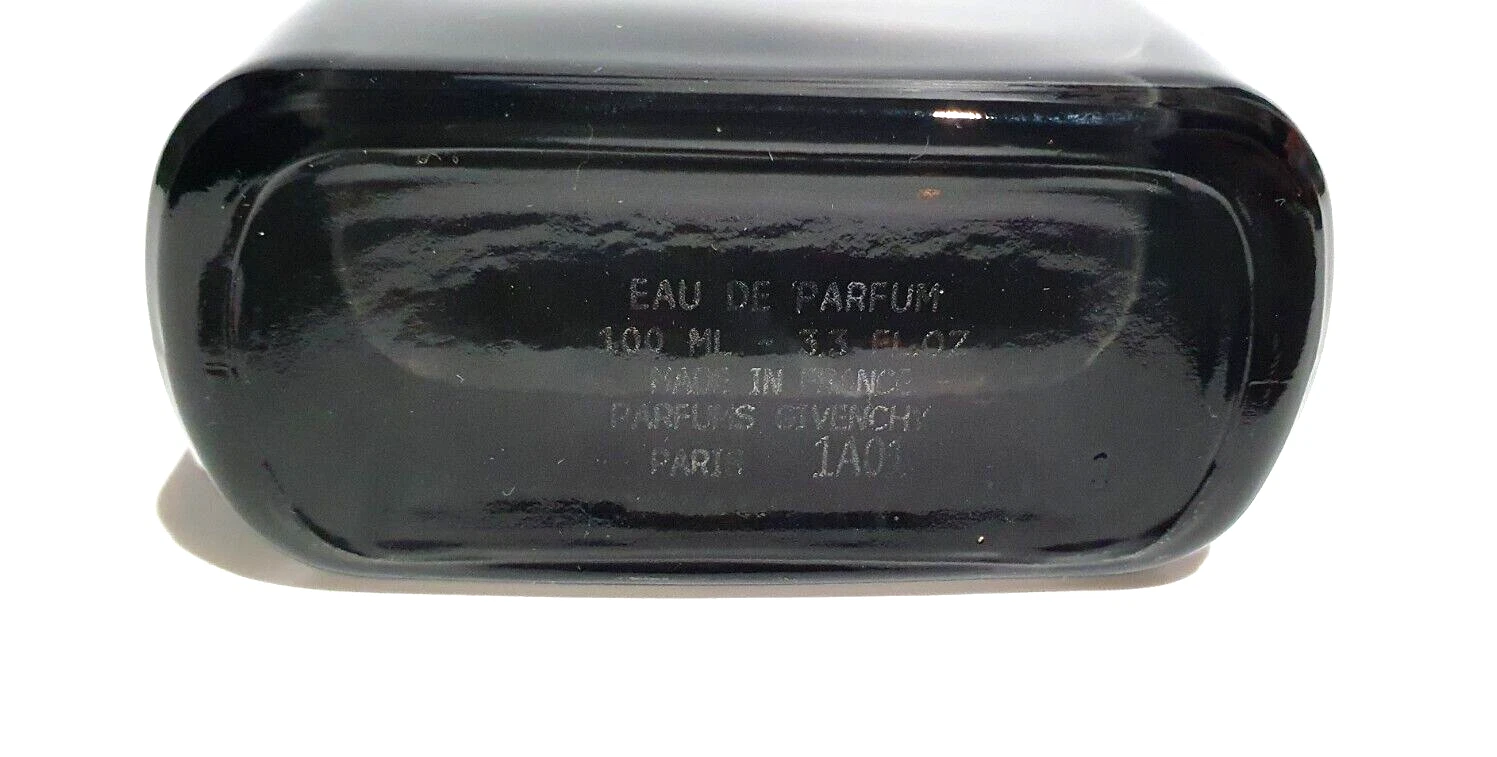 EAU DE PARFUM
100 ML - 3.3 FL.OZ
MADE IN FRANCE
PARFUMS GIVENCHY
PARIS 1A01